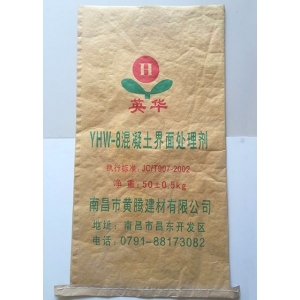 H
英华
YHW-8混凝土界面处理剂
执行标准：JC/T907-2002
净重：50±0.5kg
南昌市黄腾建材有限公司
地址：南昌市昌东开发区
电话：0791-88173082